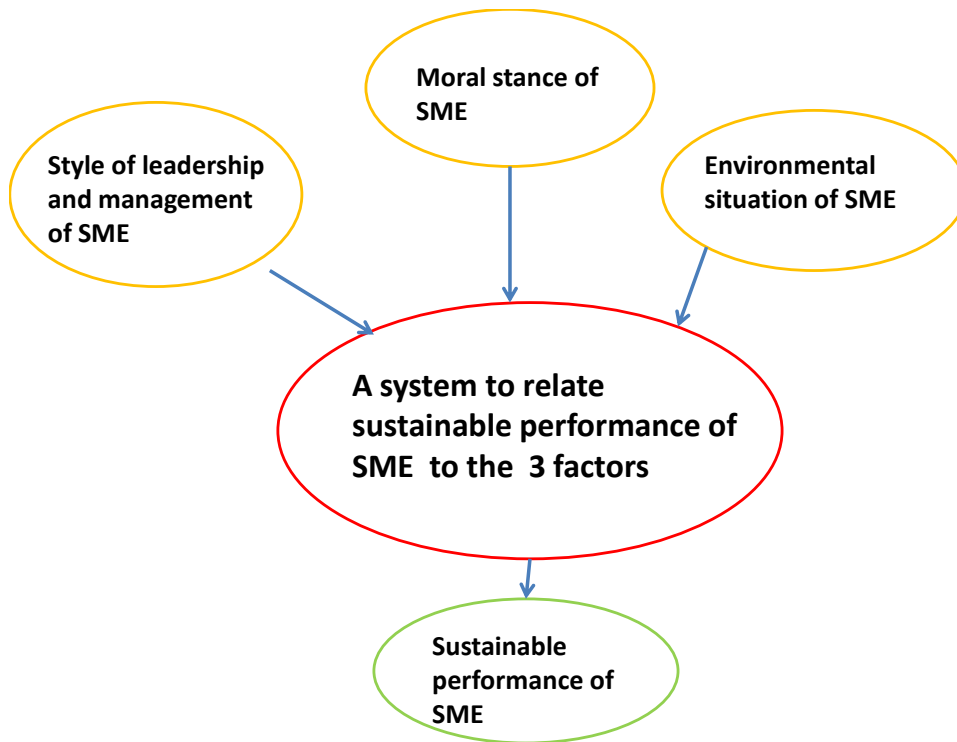 Moral stance of
SME
Style of leadership
and management
of SME
Environmental
situation of SME
A system to relate
sustainable performance of
SME  to the  3 factors
Sustainable
performance of
SME